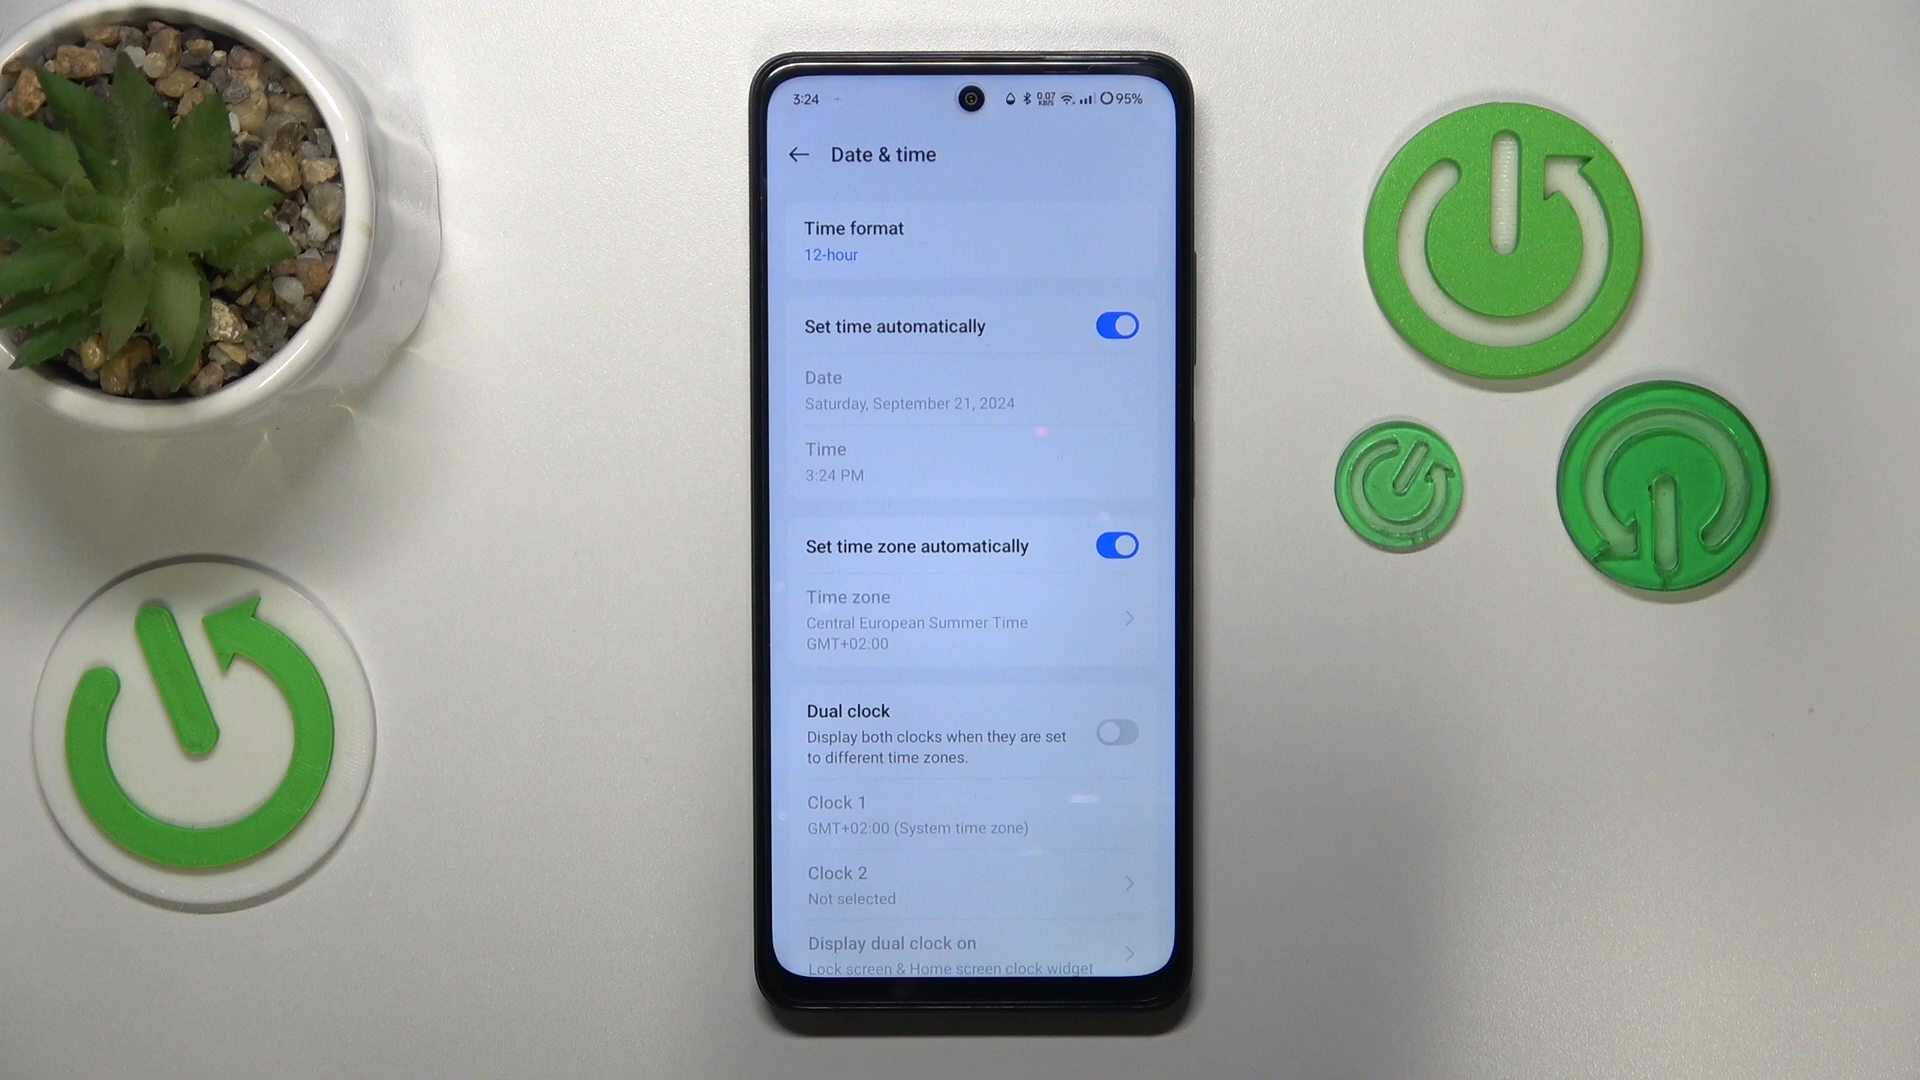 3:24 0.07 KB/S 95%
Date & time
Time format
12-hour
Set time automatically
Date
Saturday, September 21, 2024
Time
3:24 PM
Set time zone automatically
Time zone
Central European Summer Time
GMT+02:00
Dual clock
Display both clocks when they are set
to different time zones.
Clock 1
GMT+02:00 (System time zone)
Clock 2
Not selected
Display dual clock on
Lock screen & Home screen clock widget